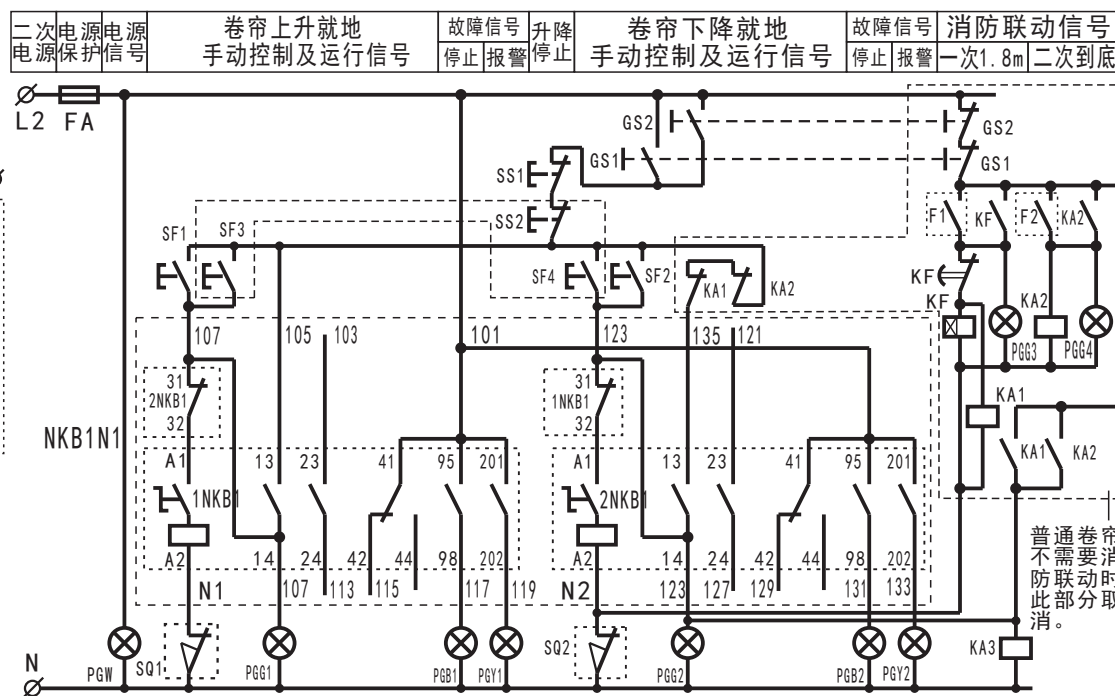 二次
电源
电源
保护
电源
信号
卷帘上升就地
手动控制及运行信号
故障信号
停止
报警
升降
停止
卷帘下降就地
手动控制及运行信号
故障信号
停止
报警
消防联动信号
一次1.8m
二次到底
L2
FA
GS2
GS2
GS1
GS1
SS1
SS2
SF1
SF3
SF4
SF2
KA1
KA2
F1
KF
F2
KA2
KF
KF
KA2
PGG3
PGG4
107
105
103
101
123
135
121
31
2NKB1
32
31
1NKB1
32
KA1
KA1
KA2
NKB1N1
A1
13
23
41
95
201
A1
13
23
41
95
201
1NKB1
2NKB1
A2
14
24
42
44
98
202
A2
14
24
42
44
98
202
N1
107
113
115
117
119
N2
123
127
129
131
133
普通卷帘
不需要消
防联动时
此部分取
消。
N
PGW
SQ1
PGG1
PGB1
PGY1
SQ2
PGG2
PGB2
PGY2
KA3